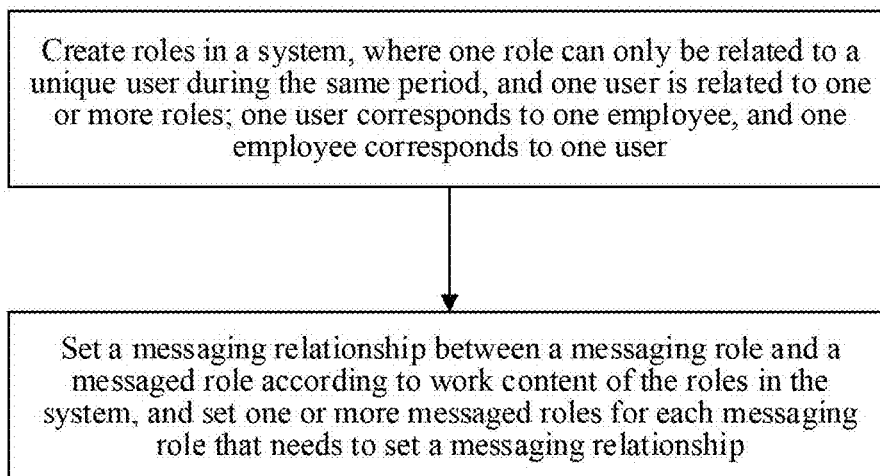 Create roles in a system, where one role can only be related to a
unique user during the same period, and one user is related to one
or more roles; one user corresponds to one employee, and one
employee corresponds to one user
Set a messaging relationship between a messaging role and a
messaged role according to work content of the roles in the
system, and set one or more messaged roles for each messaging
role that needs to set a messaging relationship